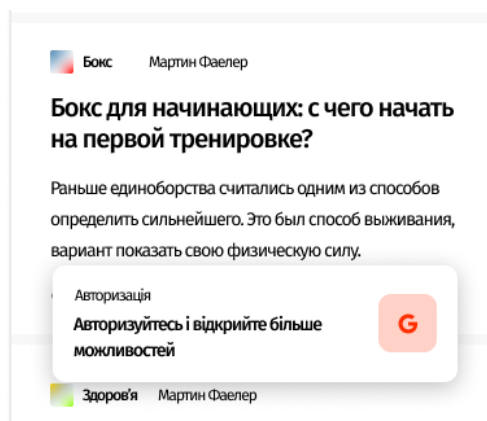 Бокс Мартин Фаелер
Бокс для начинающих: с чего начать
на первой тренировке?
Раньше единоборства считались одним из способов
определить сильнейшего. Это был способ выживания,
вариант показать свою физическую силу.
Авторизація
Авторизуйтесь і відкрийте більше
можливостей
G
Здоров'я Мартин Фаелер